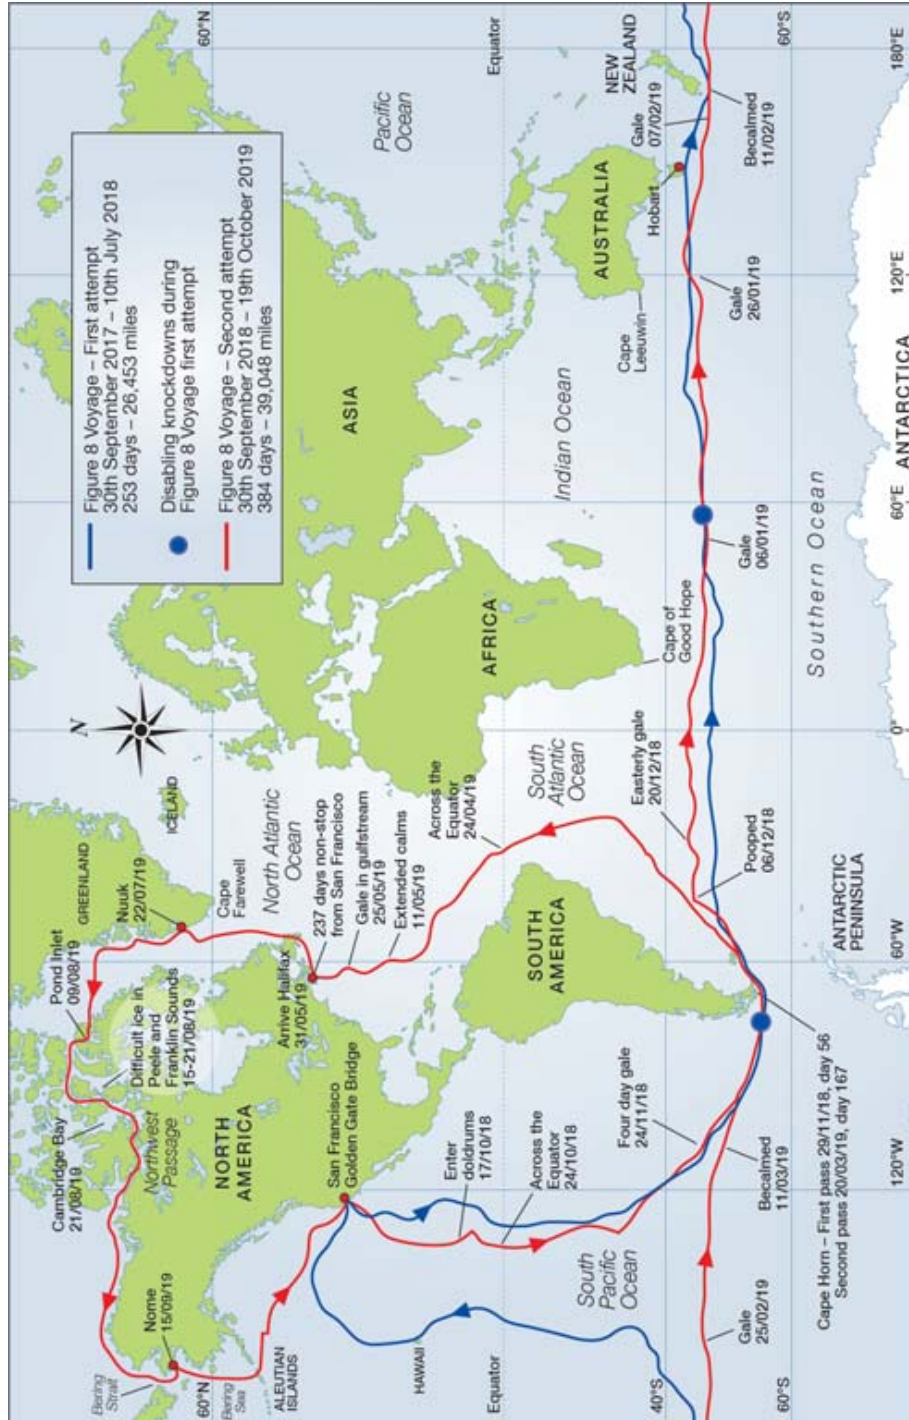 Figure 8 Voyage – First attempt
30th September 2017 – 10th July 2018
253 days – 26,453 miles
Disabling knockdowns during
Figure 8 Voyage first attempt
Figure 8 Voyage – Second attempt
30th September 2018 – 19th October 2019
384 days – 39,048 miles
N
Bering
Strait
Nome
15/09/19
60°N
Bering
Sea
ALEUTIAN
ISLANDS
Cambridge Bay
21/08/19
Northwest
Passage
Pond Inlet
09/08/19
Difficult ice in
Peele and
Franklin Sounds
15-21/08/19
GREENLAND
Nuuk
22/07/19
Cape
Farewell
ICELAND
60°N
NORTH
AMERICA
San Francisco
Golden Gate Bridge
Arrive Halifax
31/05/19
North Atlantic
Ocean
237 days non-stop
from San Francisco
Gale in gulfstream
25/05/19
Extended calms
11/05/19
Across the
Equator
24/04/19
ASIA
Pacific
Ocean
HAWAII
Equator
Enter
doldrums
17/10/18
Across the
Equator
24/10/18
South
Pacific
Ocean
SOUTH
AMERICA
South
Atlantic
Ocean
AFRICA
Indian Ocean
Equator
AUSTRALIA
Cape
Leeuwin
Hobart
NEW
ZEALAND
Gale
07/02/19
40°S
Four day gale
24/11/18
Easterly gale
20/12/18
Cape of
Good Hope
Gale
25/02/19
Becalmed
11/03/19
Pooped
06/12/18
Gale
06/01/19
Gale
26/01/19
Becalmed
11/02/19
60°S
60°S
Cape Horn – First pass 29/11/18, day 56
Second pass 20/03/19, day 167
ANTARCTIC
PENINSULA
Southern Ocean
ANTARCTICA
120°W
60°W
0°
60°E
120°E
180°E